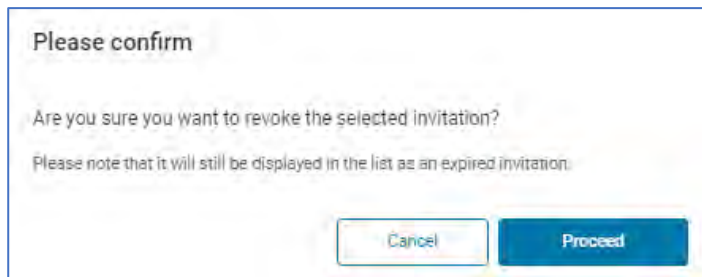 Please confirm
Are you sure you want to revoke the selected invitation?
Please note that it will still be displayed in the list as an expired invitation.
Cancel
Proceed